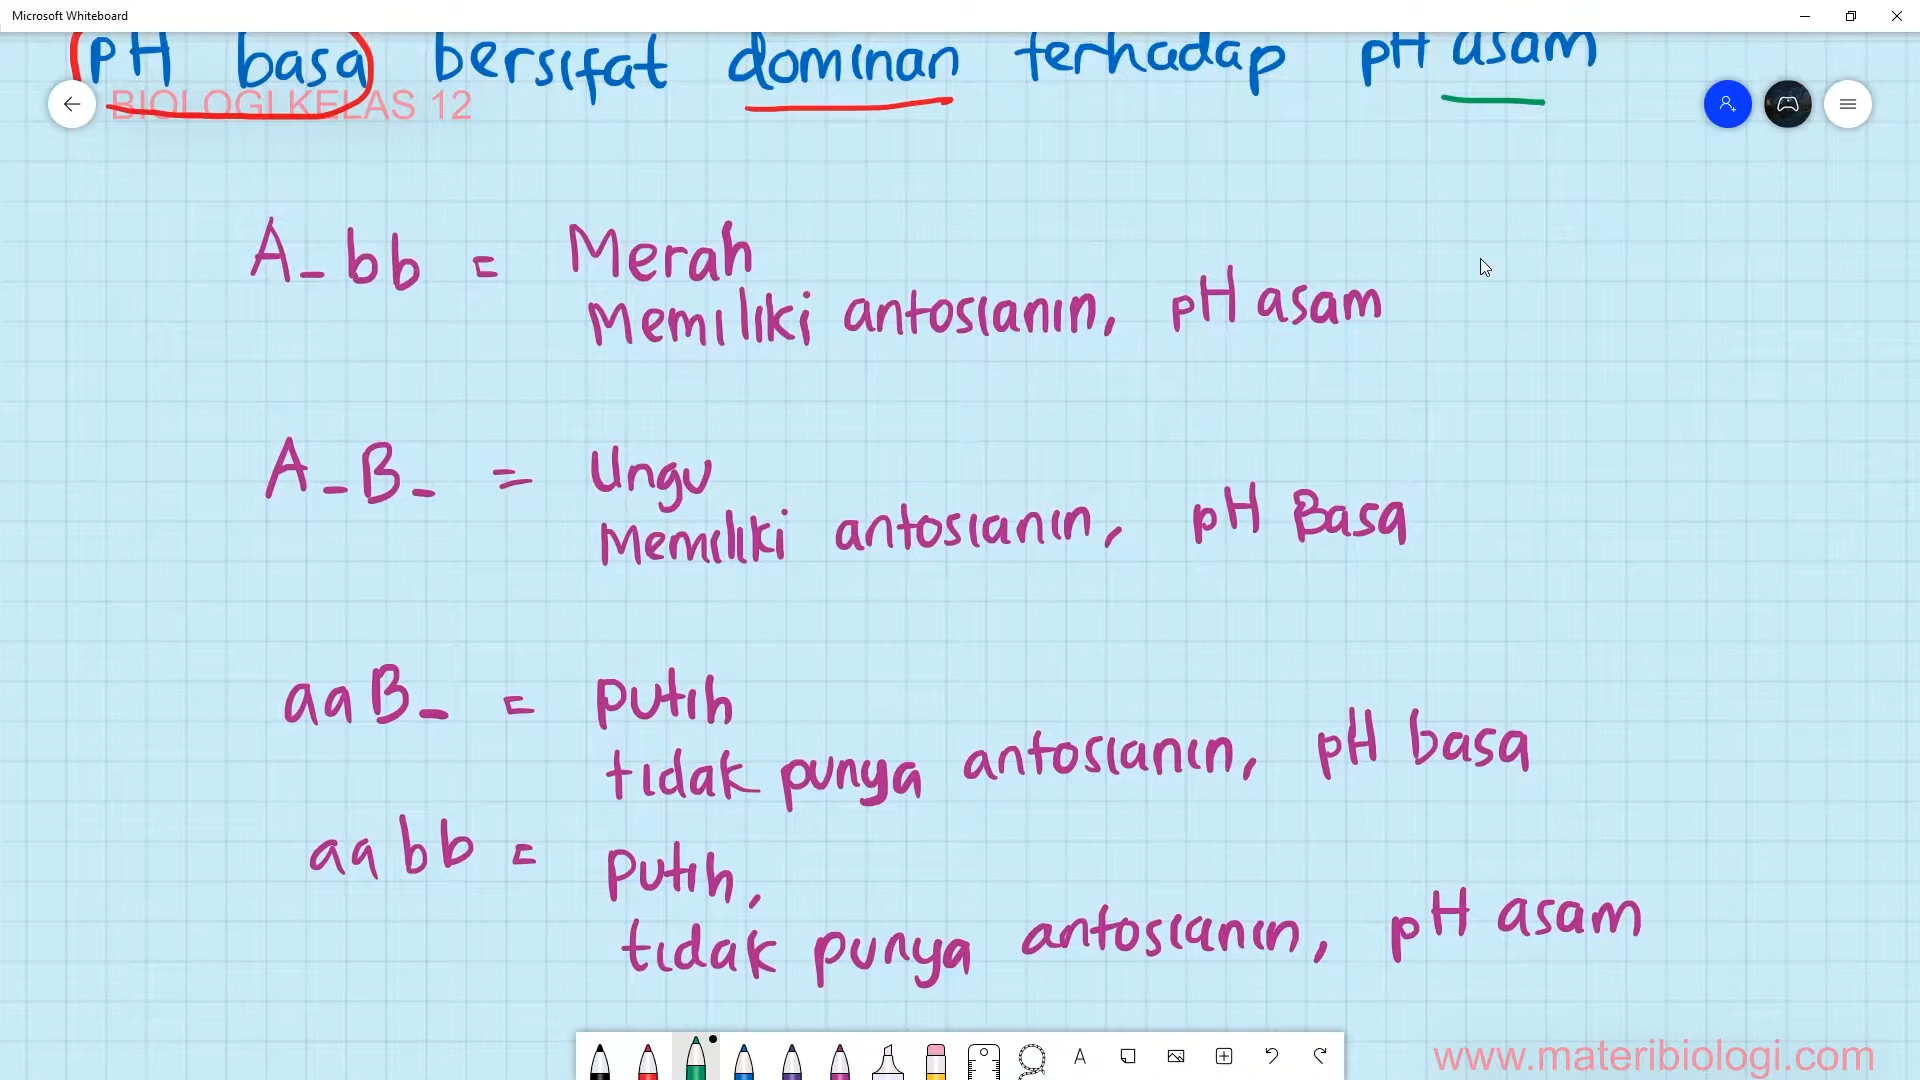 Microsoft Whiteboard
pH basa bersifat dominan terhadap pH asam
BIOLOGI KELAS 12
A_bb = Merah
Memiliki antosianin, pH asam
A_B_ = Ungu
Memiliki antosianin, pH Basa
aaB_ = putih
tidak punya antosianin, pH basa
aabb = putih,
tidak punya antosianin, pH asam
A
www.materibiologi.com